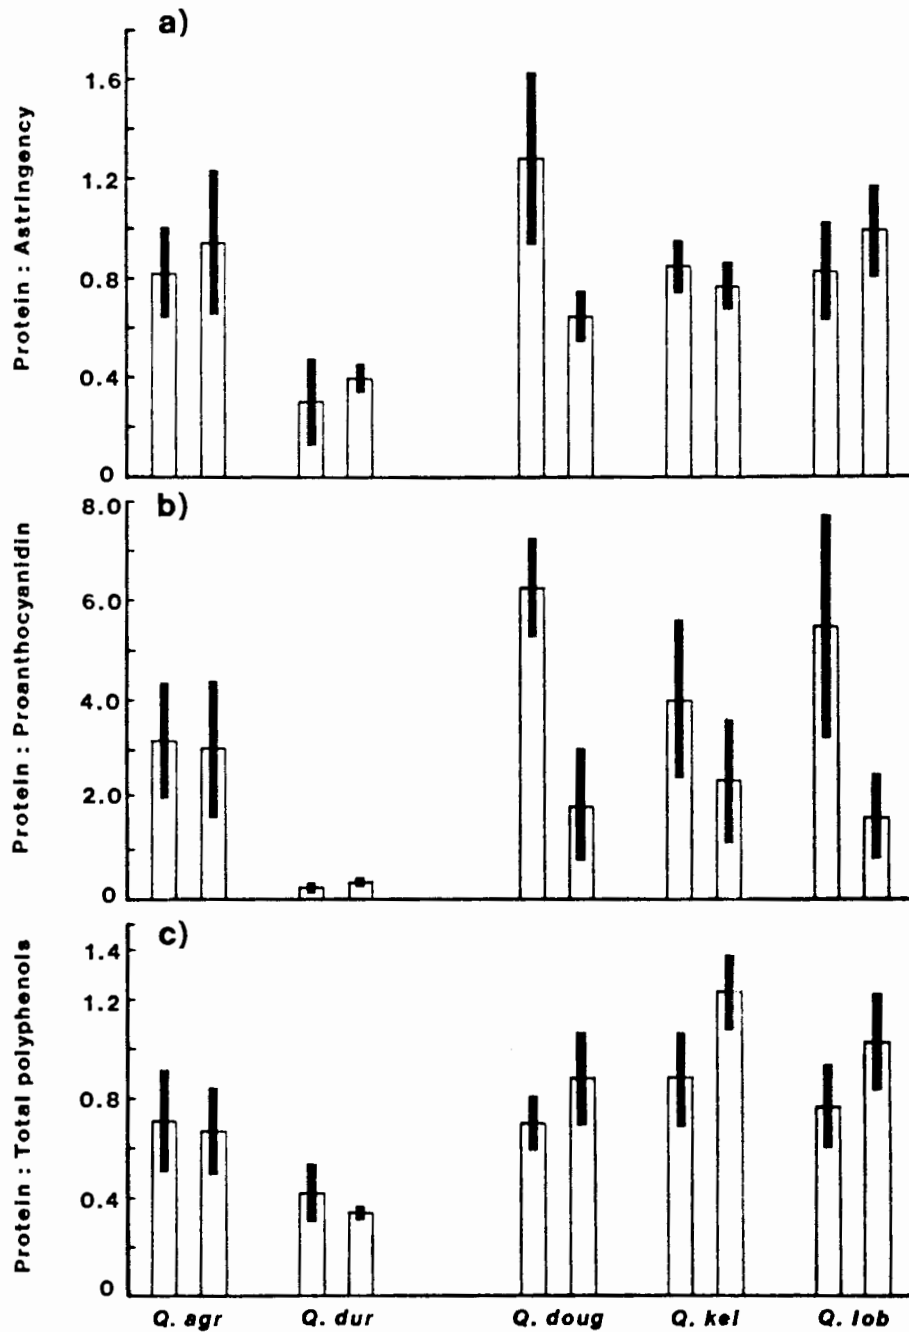 a)
Protein : Astringency
1.6
1.2
0.8
0.4
0
b)
Protein : Proanthocyanidin
8.0
6.0
4.0
2.0
0
c)
Protein : Total polyphenols
1.4
1.2
0.8
0.4
0
Q. agr Q. dur Q. doug Q. kel Q. lob